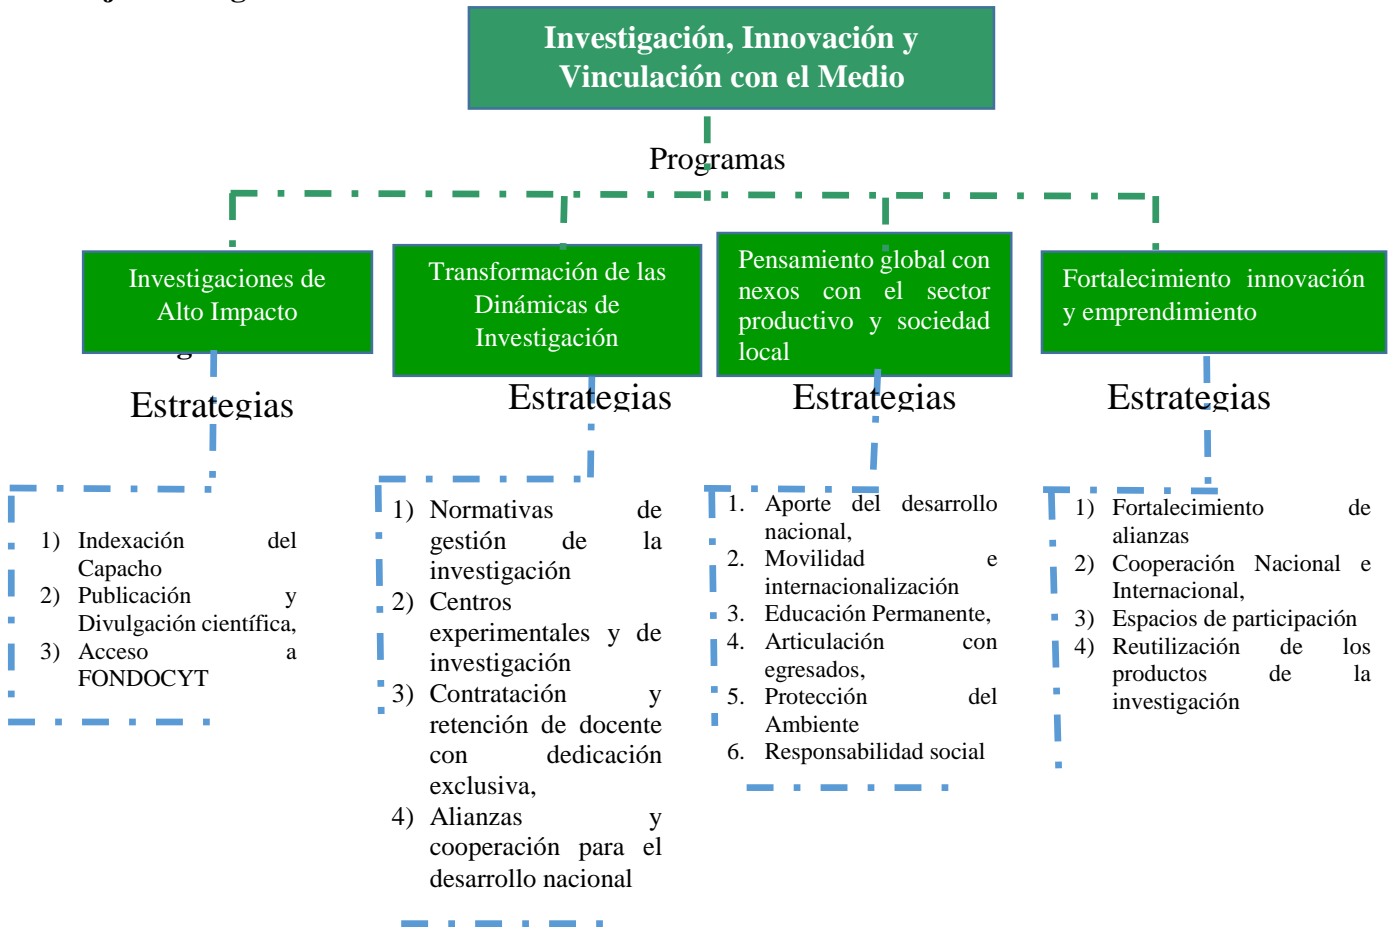 Investigación, Innovación y
Vinculación con el Medio
Programas
Investigaciones de
Alto Impacto
Transformación de las
Dinámicas de
Investigación
Pensamiento global con
nexos con el sector
productivo y sociedad
local
Fortalecimiento innovación
y emprendimiento
Estrategias
Estrategias
Estrategias
Estrategias
1) Indexación del
Capacho
2) Publicación y
Divulgación científica,
3) Acceso a
FONDOCYT
1) Normativas de
gestión de la
investigación
2) Centros
experimentales y de
investigación
3) Contratación y
retención de docente
con dedicación
exclusiva,
4) Alianzas y
cooperación para el
desarrollo nacional
1. Aporte del desarrollo
nacional,
2. Movilidad e
internacionalización
3. Educación Permanente,
4. Articulación con
egresados,
5. Protección del
Ambiente
6. Responsabilidad social
1) Fortalecimiento de
alianzas
2) Cooperación Nacional e
Internacional,
3) Espacios de participación
4) Reutilización de los
productos de la
investigación